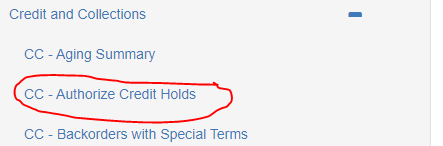 Credit and Collections
CC - Aging Summary
CC - Authorize Credit Holds
CC - Backorders with Special Terms